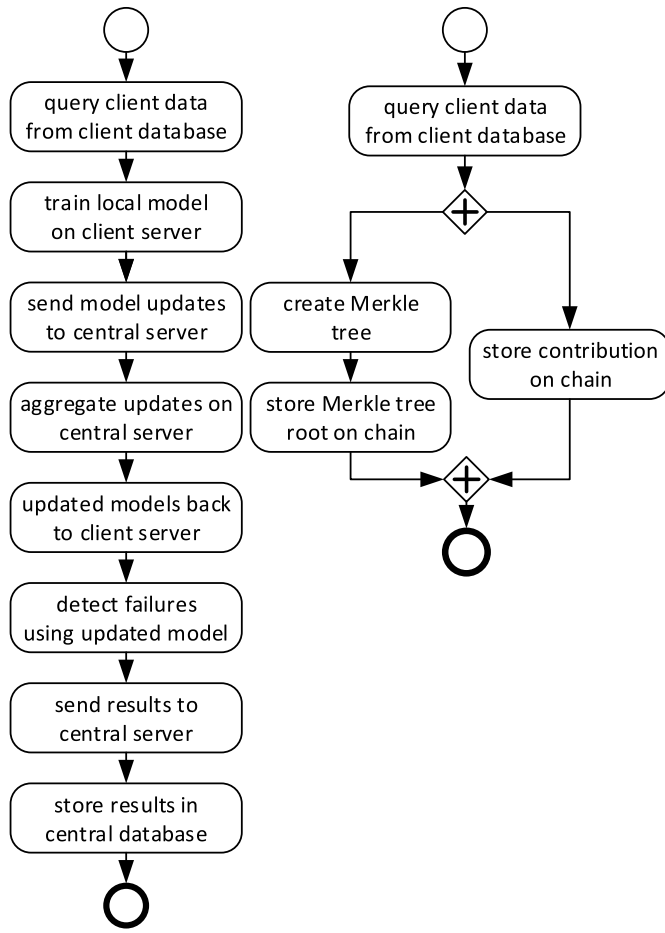 query client data
from client database
train local model
on client server
send model updates
to central server
aggregate updates on
central server
updated models back
to client server
detect failures
using updated model
send results to
central server
store results in
central database
query client data
from client database
create Merkle
tree
store Merkle tree
root on chain
store contribution
on chain